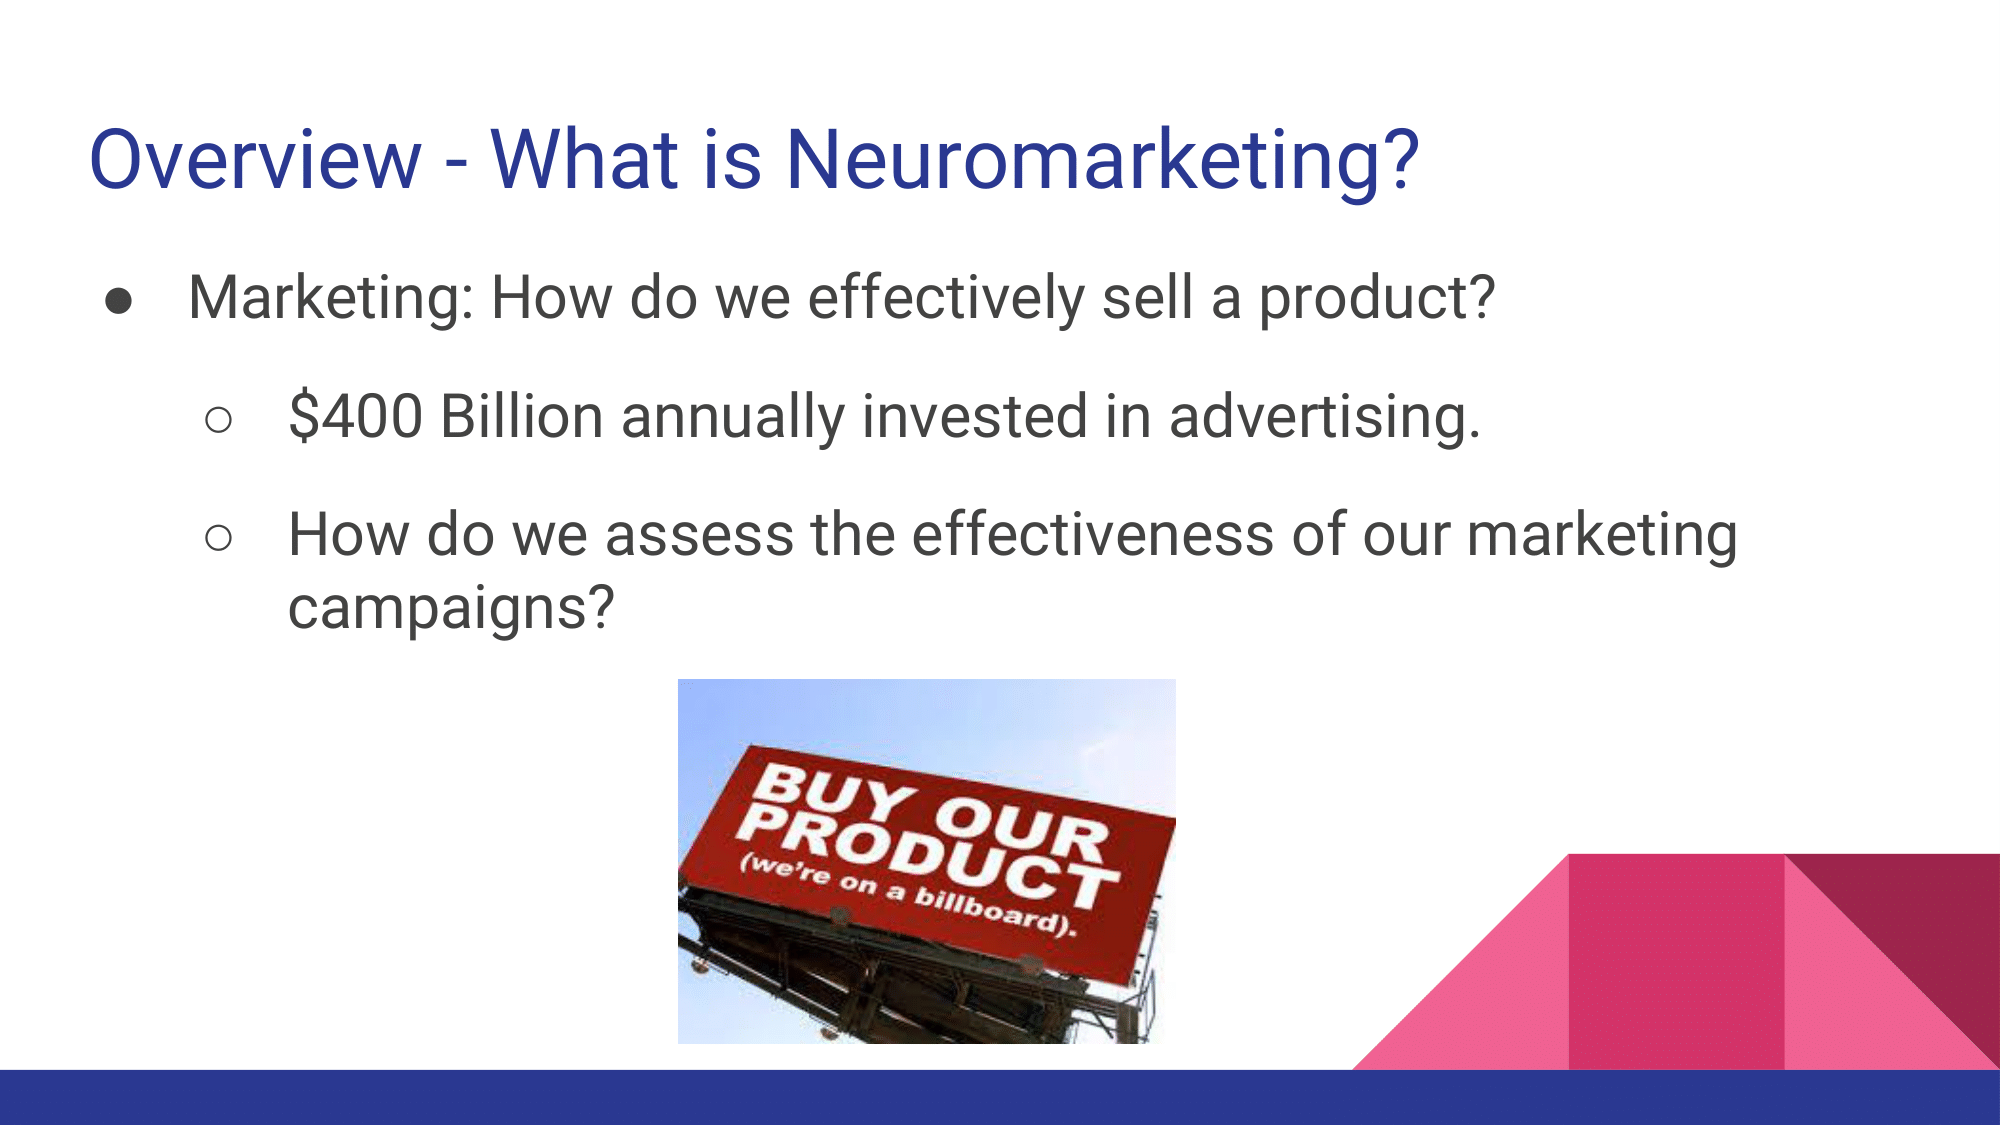 Overview - What is Neuromarketing?
● Marketing: How do we effectively sell a product?
○ $400 Billion annually invested in advertising.
○ How do we assess the effectiveness of our marketing
campaigns?
BUY OUR
PRODUCT
(we're on a billboard).